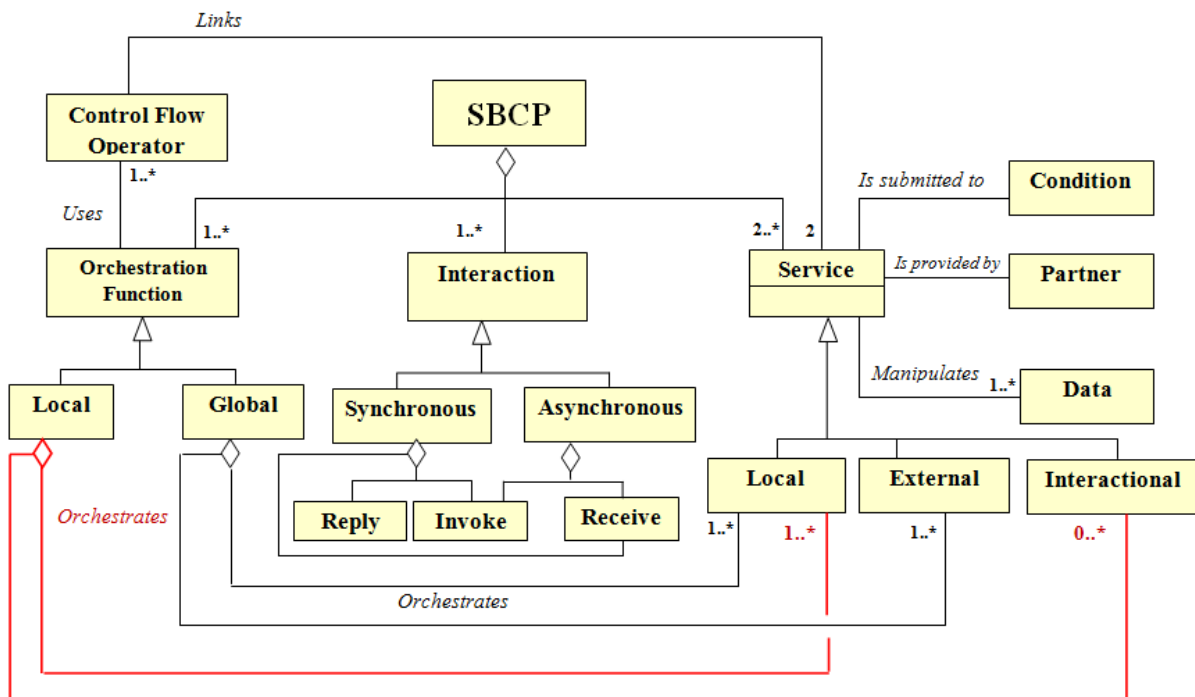 Links
SBCP
Control Flow
Operator
1..*
Is submitted to
Condition
Uses
1..*
1..*
2..*
2
Orchestration
Function
Interaction
Service
Is provided by
Partner
Manipulates
1..*
Data
Local
Global
Synchronous
Asynchronous
Local
External
Interactional
Orchestrates
Reply
Invoke
Receive
1..*
1..*
1..*
0..*
Orchestrates